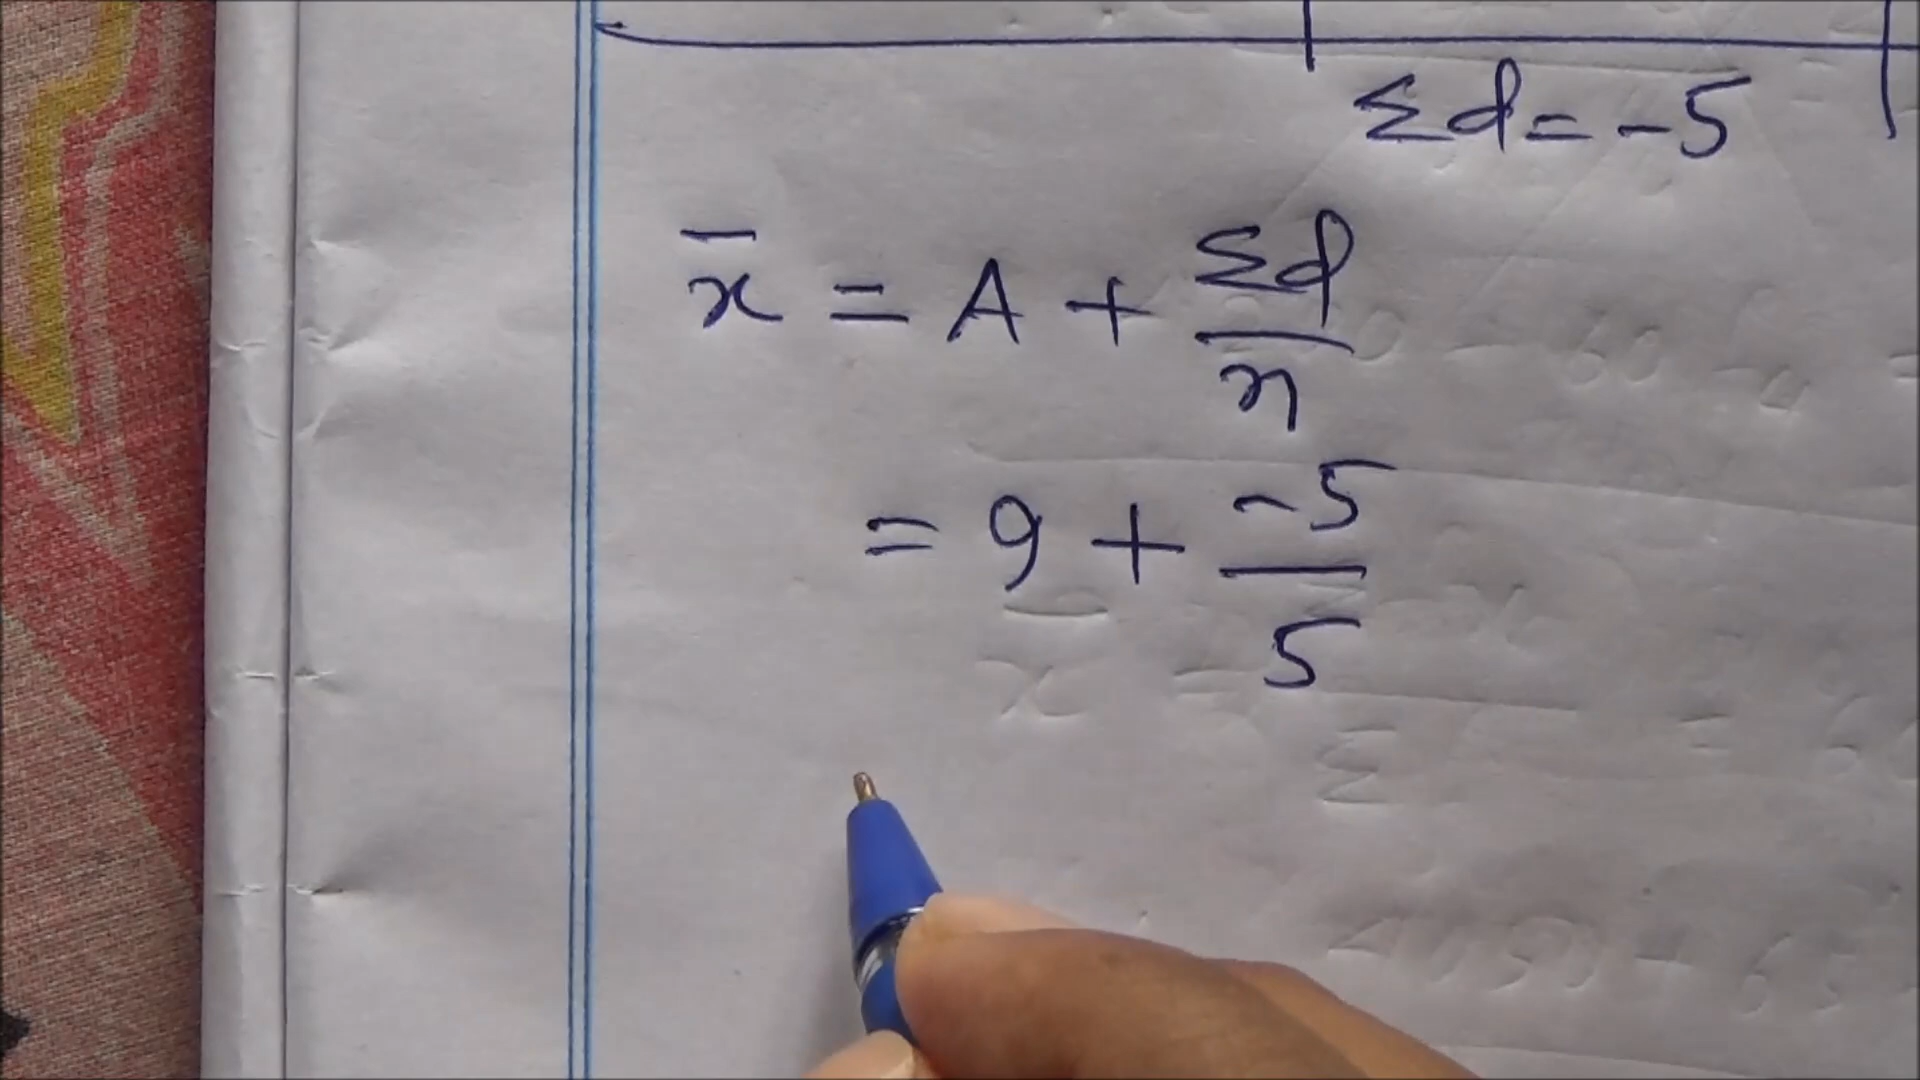 Σd = -5
x̄ = A + Σd/n
= 9 + -5/5